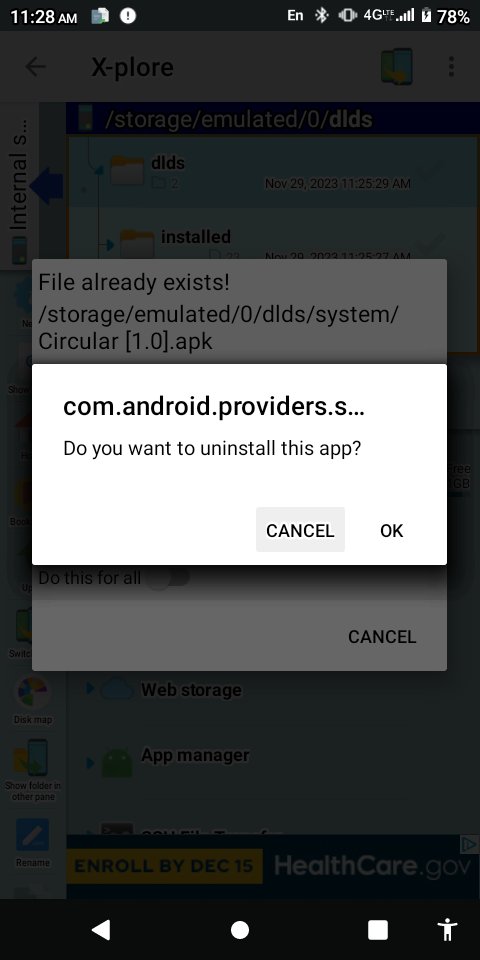 11:28 AM
En
4G LTE
78%
X-plore
/storage/emulated/0/dlds
Internal s...
dlds
2
Nov 29, 2023 11:25:29 AM
installed
23
Nov 29, 2023 11:25:27 AM
File already exists!
/storage/emulated/0/dlds/system/
Circular [1.0].apk
com.android.providers.s...
Do you want to uninstall this app?
CANCEL
OK
Do this for all
CANCEL
Web storage
Disk map
App manager
Show folder in
other pane
SSH File Transfer
Rename
ENROLL BY DEC 15
HealthCare.gov